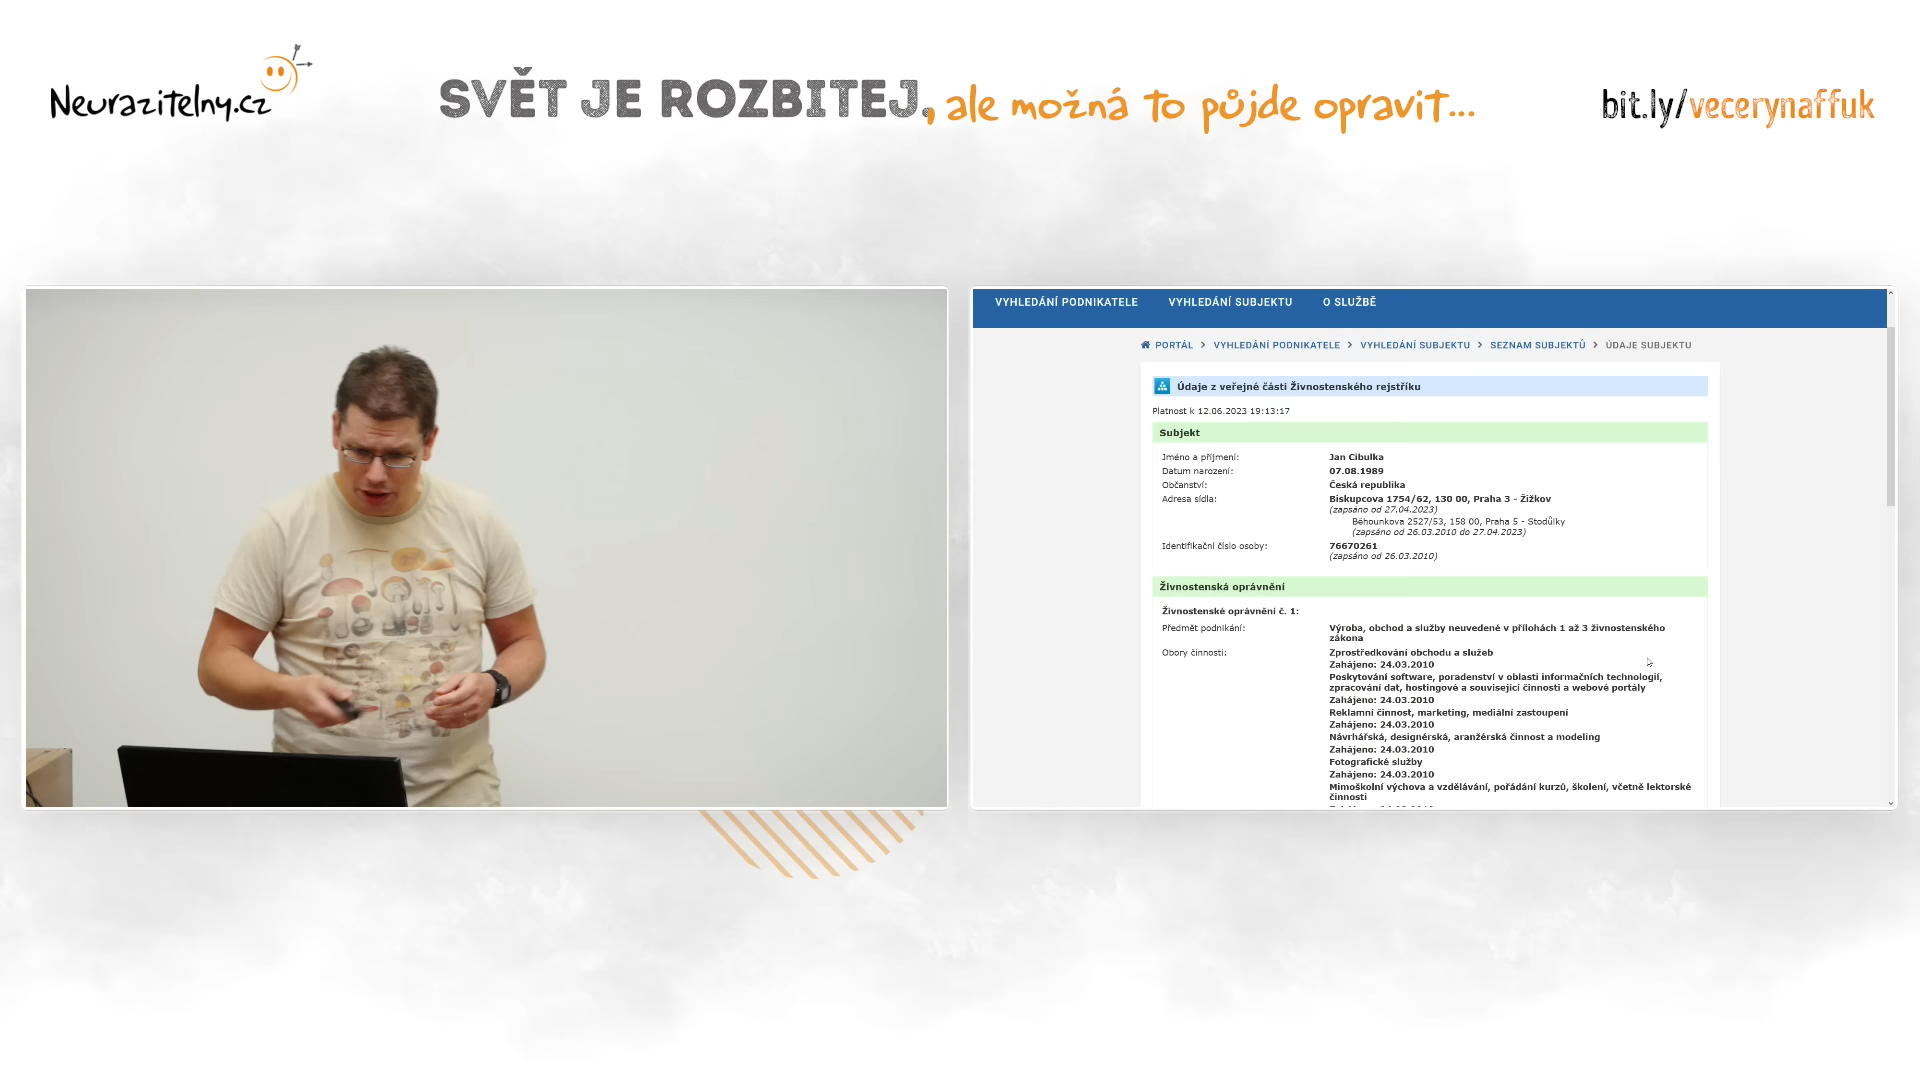 Neurazitelny.cz
SVĚT JE ROZBITEJ, ale možná to půjde opravit...
bit.ly/vecerynaffuk
VYHLEDÁNÍ PODNIKATELE VYHLEDÁNÍ SUBJEKTU O SLUŽBĚ
PORTÁL > VYHLEDÁNÍ PODNIKATELE > VYHLEDÁNÍ SUBJEKTU > SEZNAM SUBJEKTŮ > ÚDAJE SUBJEKTU
Údaje z veřejné části Živnostenského rejstříku
Platnost k 12.06.2023 19:13:17
Subjekt
Jméno a příjmení: Jan Cibulka
Datum narození: 07.08.1989
Občanství: Česká republika
Adresa sídla: Biskupcova 1754/62, 130 00, Praha 3 - Žižkov
(zapsáno od 27.04.2023)
Běhounkova 2527/53, 158 00, Praha 5 - Stodůlky
(zapsáno od 26.03.2010 do 27.04.2023)
Identifikační číslo osoby: 76670261
(zapsáno od 26.03.2010)
Živnostenská oprávnění
Živnostenské oprávnění č. 1:
Předmět podnikání: Výroba, obchod a služby neuvedené v přílohách 1 až 3 živnostenského
zákona
Obory činnosti: Zprostředkování obchodu a služeb
Zahájeno: 24.03.2010
Poskytování software, poradenství v oblasti informačních technologií,
zpracování dat, hostingové a související činnosti a webové portály
Zahájeno: 24.03.2010
Reklamní činnost, marketing, mediální zastoupení
Zahájeno: 24.03.2010
Návrhářská, designérská, aranžérská činnost a modeling
Zahájeno: 24.03.2010
Fotografické služby
Zahájeno: 24.03.2010
Mimoškolní výchova a vzdělávání, pořádání kurzů, školení, včetně lektorské
činnosti